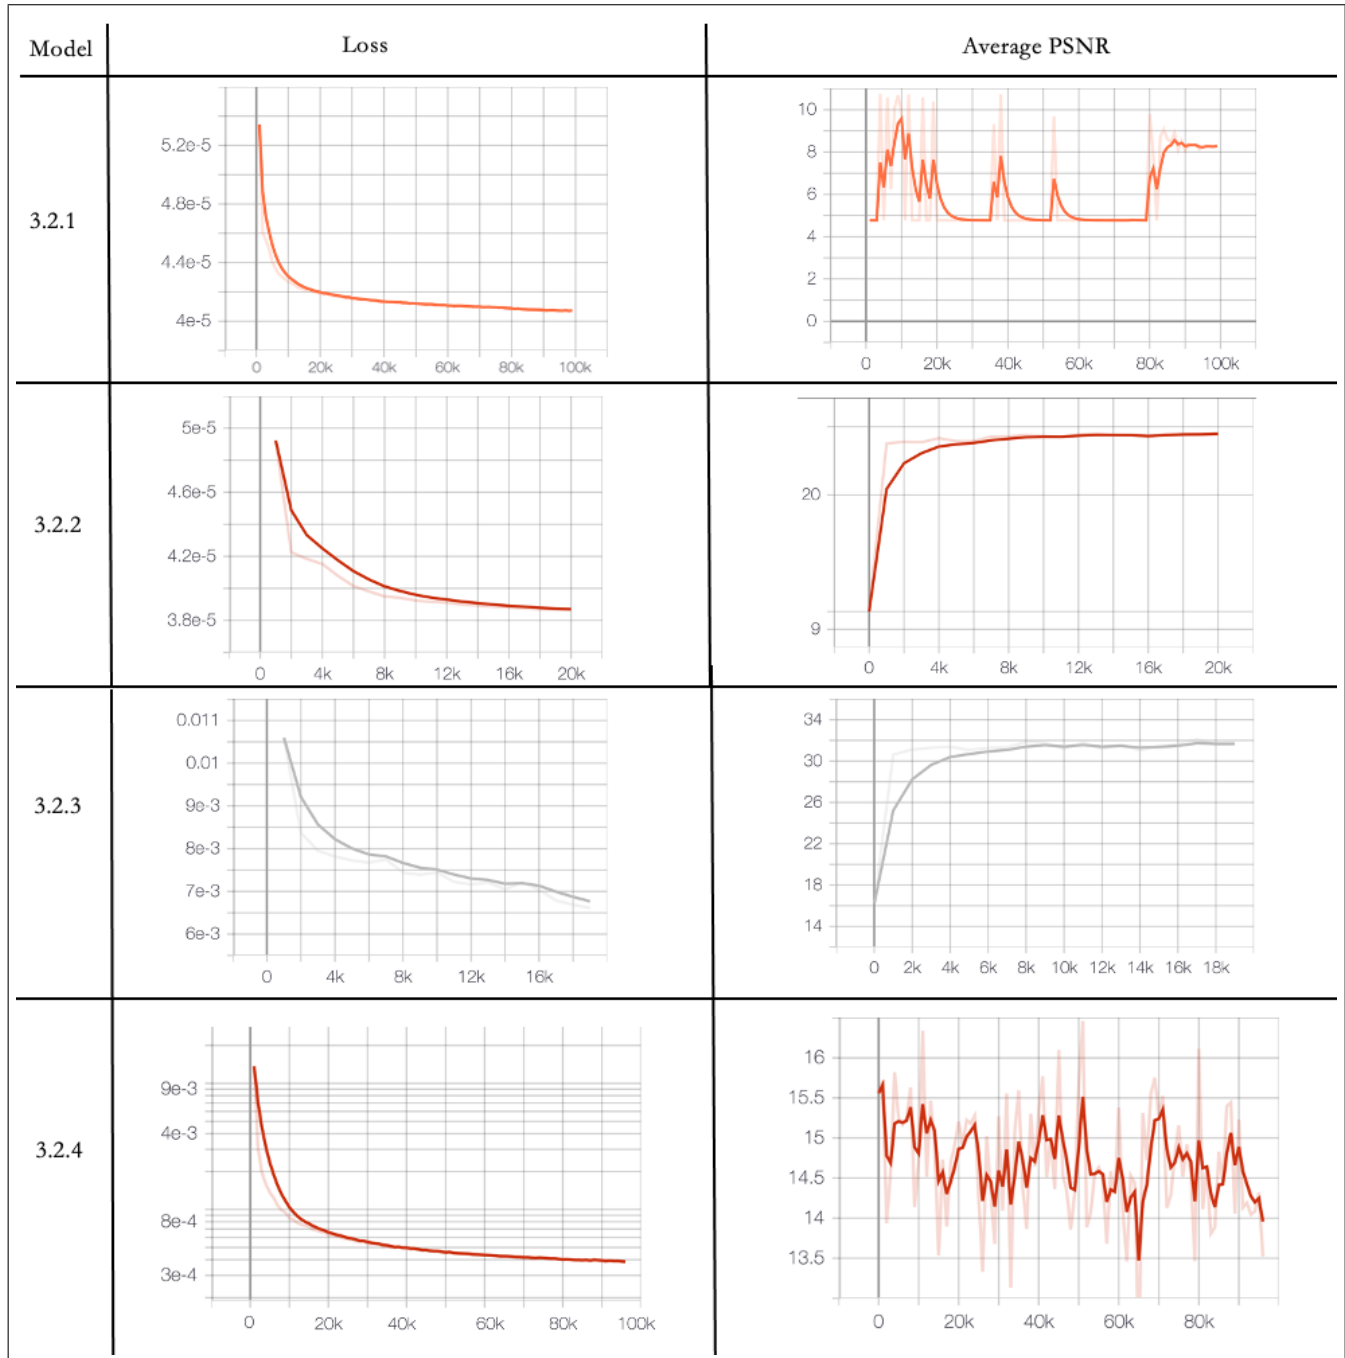 Model Loss Average PSNR
3.2.1
5.2e-5
4.8e-5
4.4e-5
4e-5
0 20k 40k 60k 80k 100k
10
8
6
4
2
0
0 20k 40k 60k 80k 100k
3.2.2
5e-5
4.6e-5
4.2e-5
3.8e-5
0 4k 8k 12k 16k 20k
20
9
0 4k 8k 12k 16k 20k
3.2.3
0.011
0.01
9e-3
8e-3
7e-3
6e-3
0 4k 8k 12k 16k
34
30
26
22
18
14
0 2k 4k 6k 8k 10k 12k 14k 16k 18k
3.2.4
9e-3
4e-3
8e-4
3e-4
0 20k 40k 60k 80k 100k
16
15.5
15
14.5
14
13.5
0 20k 40k 60k 80k